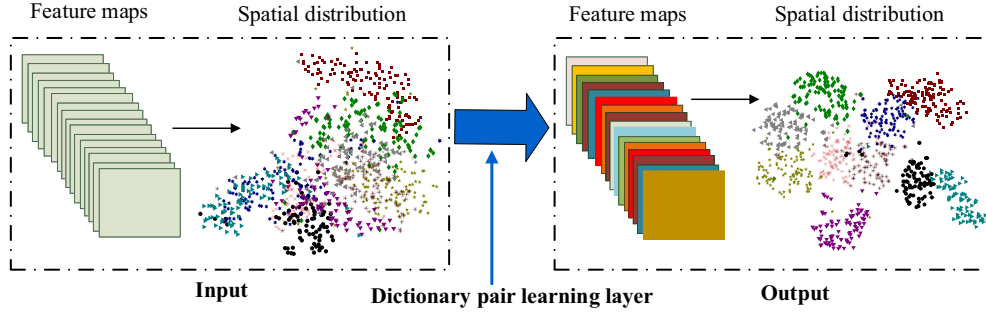 Feature maps
Spatial distribution
Feature maps
Spatial distribution
Input
Dictionary pair learning layer
Output